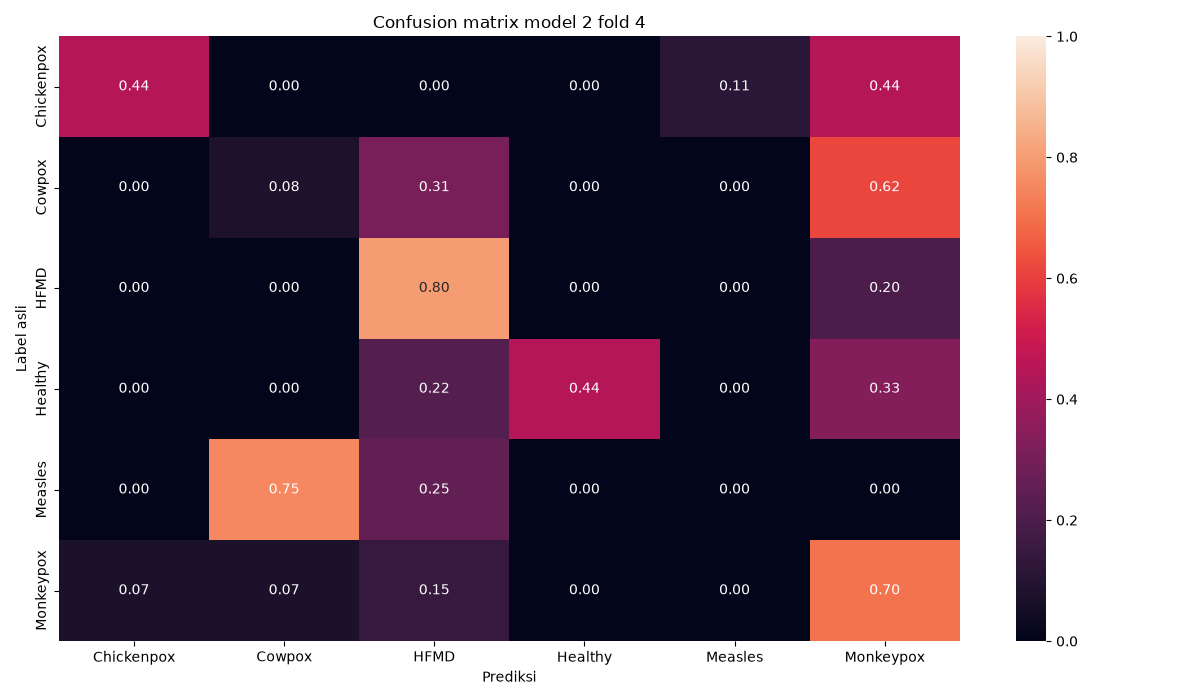 Confusion matrix model 2 fold 4
Label asli
Chickenpox 0.44 0.00 0.00 0.00 0.11 0.44
Cowpox 0.00 0.08 0.31 0.00 0.00 0.62
HFMD 0.00 0.00 0.80 0.00 0.00 0.20
Healthy 0.00 0.00 0.22 0.44 0.00 0.33
Measles 0.00 0.75 0.25 0.00 0.00 0.00
Monkeypox 0.07 0.07 0.15 0.00 0.00 0.70
Chickenpox Cowpox HFMD Healthy Measles Monkeypox
Prediksi
1.0
0.8
0.6
0.4
0.2
0.0